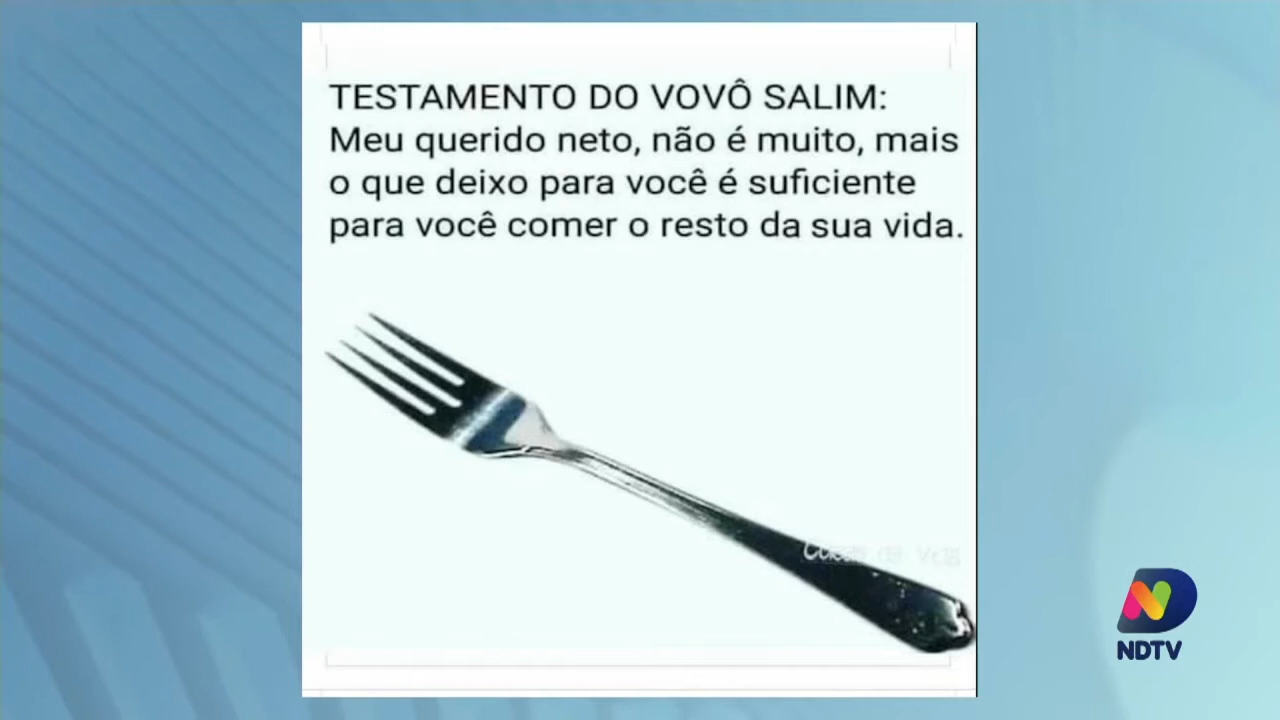 TESTAMENTO DO VOVÔ SALIM:
Meu querido neto, não é muito, mais
o que deixo para você é suficiente
para você comer o resto da sua vida.
NDTV